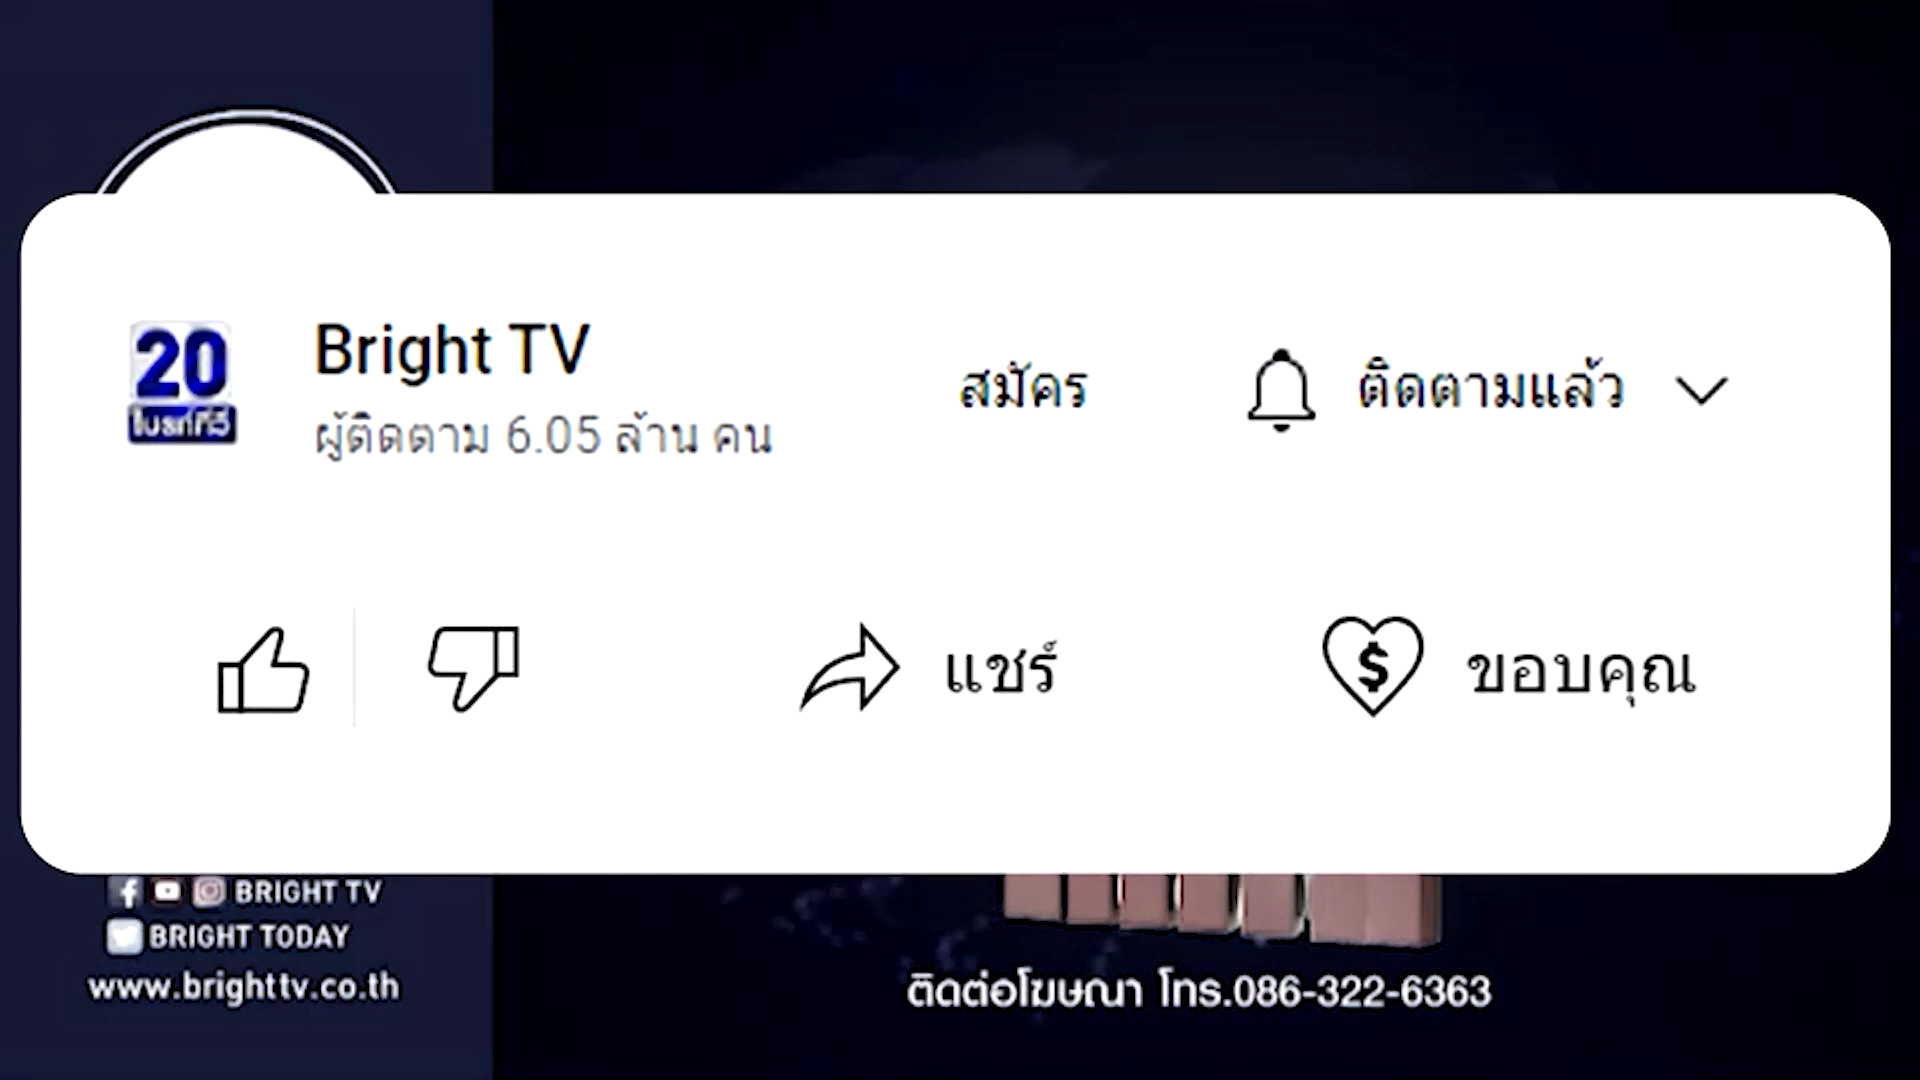 20
ไบรท์ทีวี
Bright TV
ผู้ติดตาม 6.05 ล้าน คน
สมัคร
ติดตามแล้ว
แชร์
$ ขอบคุณ
BRIGHT TV
BRIGHT TODAY
www.brighttv.co.th
ติดต่อโฆษณา โทร.086-322-6363